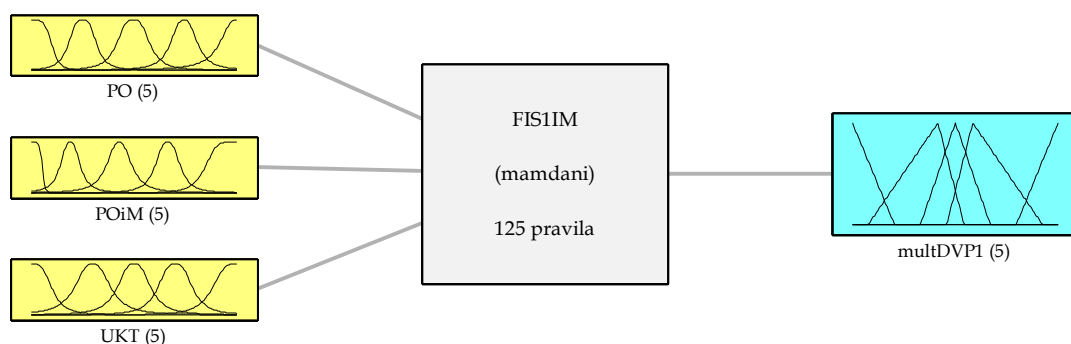 PO (5)
POiM (5)
UKT (5)
FIS1IM
(mamdani)
125 pravila
multDVP1 (5)